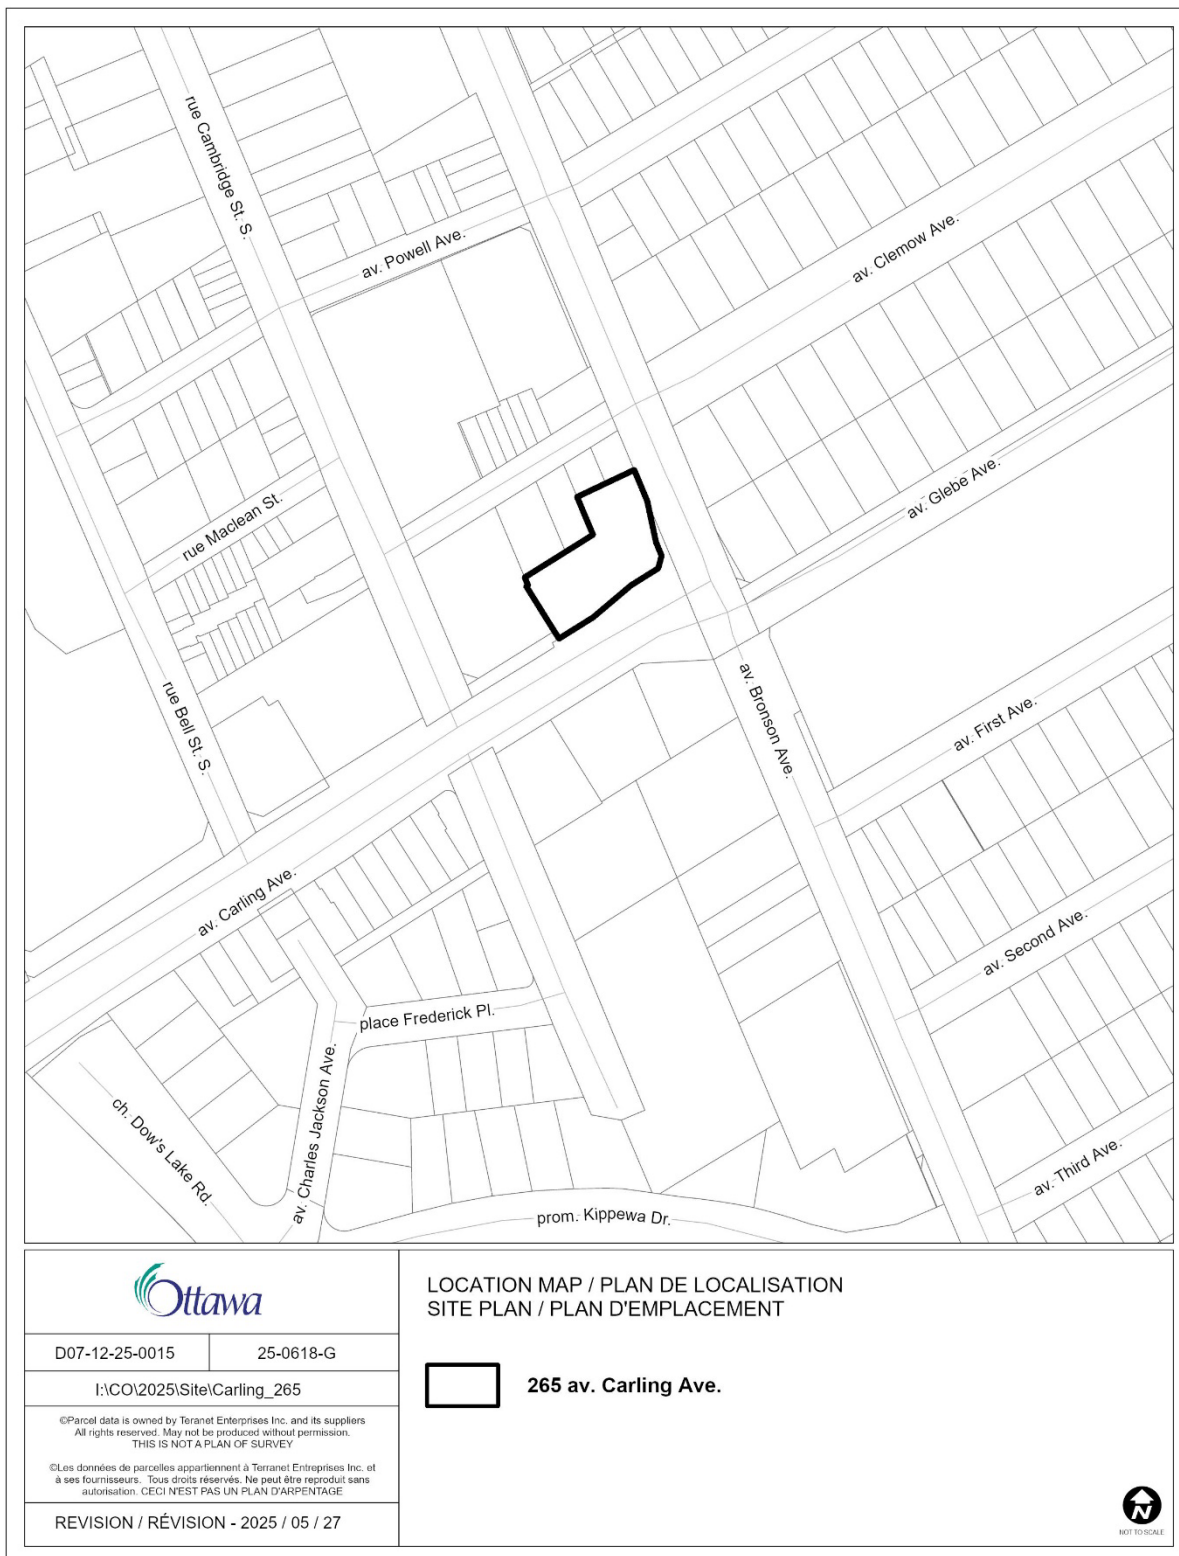 rue Cambridge St. S.
av. Powell Ave.
av. Clemow Ave.
av. Glebe Ave.
rue Maclean St.
rue Bell St. S.
av. Bronson Ave.
av. First Ave.
av. Carling Ave.
av. Second Ave.
place Frederick Pl.
av. Charles Jackson Ave.
ch. Dow's Lake Rd.
av. Third Ave.
prom. Kippewa Dr.
Ottawa
D07-12-25-0015
25-0618-G
I:\CO\2025\Site\Carling_265
©Parcel data is owned by Teranet Enterprises Inc. and its suppliers
All rights reserved. May not be produced without permission.
THIS IS NOT A PLAN OF SURVEY
©Les données de parcelles appartiennent à Terranet Entreprises Inc. et
à ses fournisseurs. Tous droits réservés. Ne peut être reproduit sans
autorisation. CECI N'EST PAS UN PLAN D'ARPENTAGE
REVISION / RÉVISION - 2025 / 05 / 27
LOCATION MAP / PLAN DE LOCALISATION
SITE PLAN / PLAN D'EMPLACEMENT
265 av. Carling Ave.
N
NOT TO SCALE